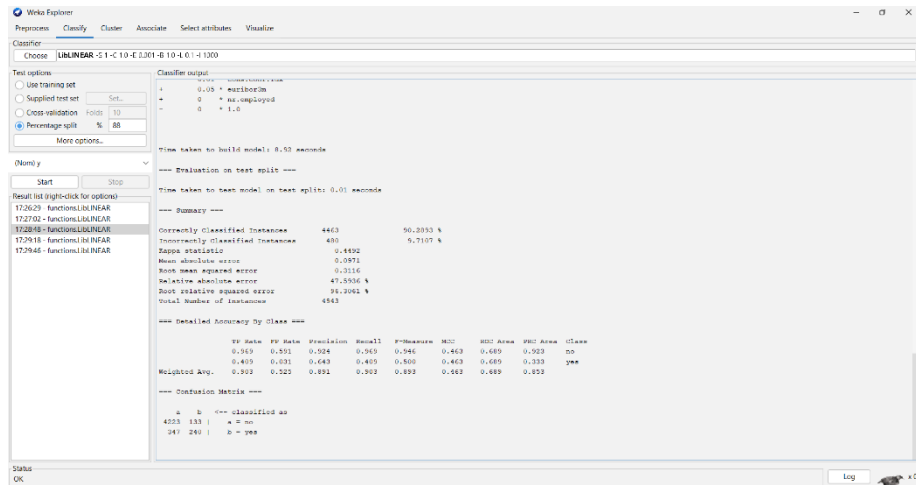 Weka Explorer
Preprocess Classify Cluster Associate Select attributes Visualize
Classifier
Choose LibLINEAR -S 1 -C 1.0 -E 0.001 -B 1.0 -L 0.1 -I 1000
Test options
Use training set
Supplied test set Set...
Cross-validation Folds 10
Percentage split % 88
More options...
(Nom) y
Start Stop
Result list (right-click for options)
17:26:29 - functions.LibLINEAR
17:27:02 - functions.LibLINEAR
17:28:48 - functions.LibLINEAR
17:29:18 - functions.LibLINEAR
17:29:46 - functions.LibLINEAR
Classifier output
+ 0.05 * euribor3m
+ 0 * nr.employed
- 0 * 1.0
Time taken to build model: 8.92 seconds
=== Evaluation on test split ===
Time taken to test model on test split: 0.01 seconds
=== Summary ===
Correctly Classified Instances 4463 90.2893 %
Incorrectly Classified Instances 480 9.7107 %
Kappa statistic 0.4492
Mean absolute error 0.0971
Root mean squared error 0.3116
Relative absolute error 47.5936 %
Root relative squared error 96.3061 %
Total Number of Instances 4943
=== Detailed Accuracy By Class ===
TP Rate FP Rate Precision Recall F-Measure MCC ROC Area PRC Area Class
0.969 0.591 0.924 0.969 0.946 0.463 0.689 0.923 no
0.409 0.031 0.643 0.409 0.500 0.463 0.689 0.333 yes
Weighted Avg. 0.903 0.525 0.891 0.903 0.893 0.463 0.689 0.853
=== Confusion Matrix ===
a b <-- classified as
4223 133 | a = no
347 240 | b = yes
Status
OK
Log
x 0